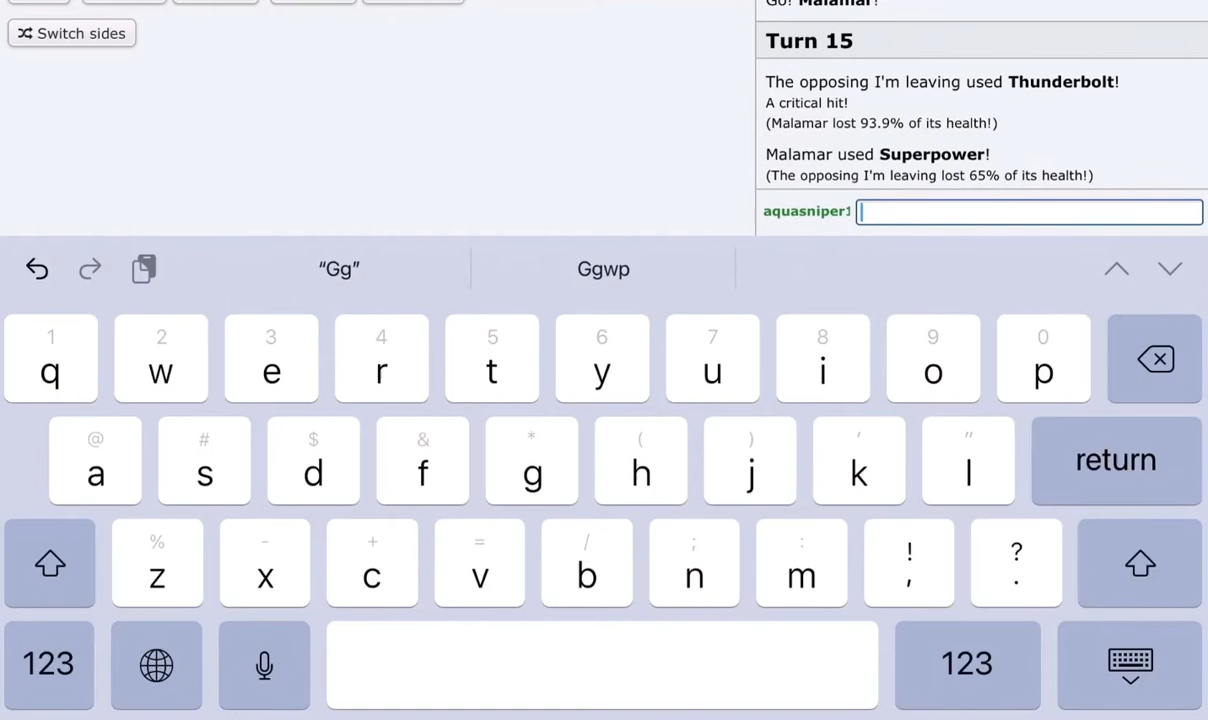 Go! Malamar!
Switch sides
Turn 15
The opposing I'm leaving used Thunderbolt!
A critical hit!
(Malamar lost 93.9% of its health!)
Malamar used Superpower!
(The opposing I'm leaving lost 65% of its health!)
aquasniper1
“Gg” Ggwp
1 2 3 4 5 6 7 8 9 0
q w e r t y u i o p
@ # $ & * ( ) ' "
a s d f g h j k l return
% - + = / ; : ! ?
z x c v b n m , .
123 123